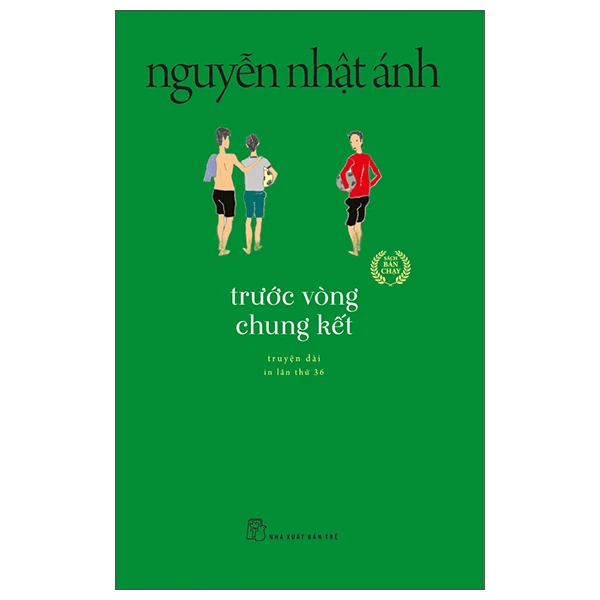 nguyễn nhật ánh
SÁCH
BÁN
CHẠY
trước vòng
chung kết
truyện dài
in lần thứ 36
NHÀ XUẤT BẢN TRẺ